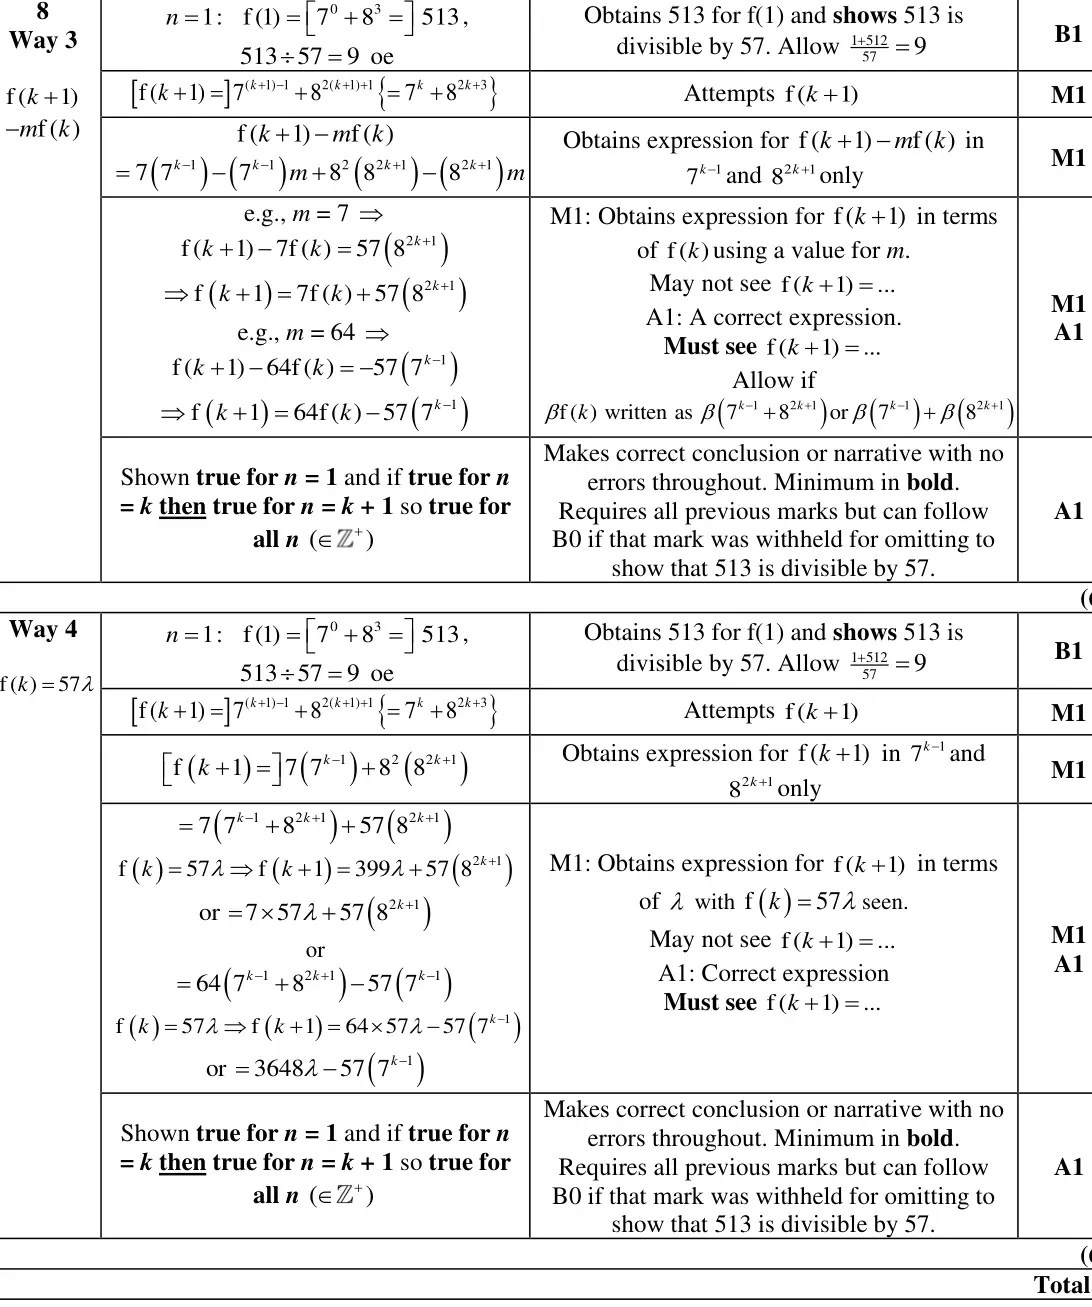 8
Way 3
f(k+1)
−mf(k)
n = 1: f(1) = [7⁰ + 8³ =] 513,
513 ÷ 57 = 9 oe
Obtains 513 for f(1) and shows 513 is
divisible by 57. Allow (1+512)/57 = 9
B1
[f(k+1) =] 7^((k+1)−1) + 8^(2(k+1)+1) {= 7^k + 8^(2k+3)}
Attempts f(k+1)
M1
f(k+1) − mf(k)
= 7(7^(k−1)) − (7^(k−1))m + 8²(8^(2k+1)) − (8^(2k+1))m
Obtains expression for f(k+1) − mf(k) in
7^(k−1) and 8^(2k+1) only
M1
e.g., m = 7 ⇒
f(k+1) − 7f(k) = 57(8^(2k+1))
⇒ f(k+1) = 7f(k) + 57(8^(2k+1))
e.g., m = 64 ⇒
f(k+1) − 64f(k) = −57(7^(k−1))
⇒ f(k+1) = 64f(k) − 57(7^(k−1))
M1: Obtains expression for f(k+1) in terms
of f(k) using a value for m.
May not see f(k+1) = ...
A1: A correct expression.
Must see f(k+1) = ...
Allow if
βf(k) written as β(7^(k−1) + 8^(2k+1)) or β(7^(k−1)) + β(8^(2k+1))
M1
A1
Shown true for n = 1 and if true for n
= k then true for n = k + 1 so true for
all n (∈ ℤ⁺)
Makes correct conclusion or narrative with no
errors throughout. Minimum in bold.
Requires all previous marks but can follow
B0 if that mark was withheld for omitting to
show that 513 is divisible by 57.
A1
Way 4
f(k) = 57λ
n = 1: f(1) = [7⁰ + 8³ =] 513,
513 ÷ 57 = 9 oe
Obtains 513 for f(1) and shows 513 is
divisible by 57. Allow (1+512)/57 = 9
B1
[f(k+1) =] 7^((k+1)−1) + 8^(2(k+1)+1) {= 7^k + 8^(2k+3)}
Attempts f(k+1)
M1
[f(k+1) =] 7(7^(k−1)) + 8²(8^(2k+1))
Obtains expression for f(k+1) in 7^(k−1) and
8^(2k+1) only
M1
= 7(7^(k−1) + 8^(2k+1)) + 57(8^(2k+1))
f(k) = 57λ ⇒ f(k+1) = 399λ + 57(8^(2k+1))
or = 7 × 57λ + 57(8^(2k+1))
or
= 64(7^(k−1) + 8^(2k+1)) − 57(7^(k−1))
f(k) = 57λ ⇒ f(k+1) = 64 × 57λ − 57(7^(k−1))
or = 3648λ − 57(7^(k−1))
M1: Obtains expression for f(k+1) in terms
of λ with f(k) = 57λ seen.
May not see f(k+1) = ...
A1: Correct expression
Must see f(k+1) = ...
M1
A1
Shown true for n = 1 and if true for n
= k then true for n = k + 1 so true for
all n (∈ ℤ⁺)
Makes correct conclusion or narrative with no
errors throughout. Minimum in bold.
Requires all previous marks but can follow
B0 if that mark was withheld for omitting to
show that 513 is divisible by 57.
A1
Total